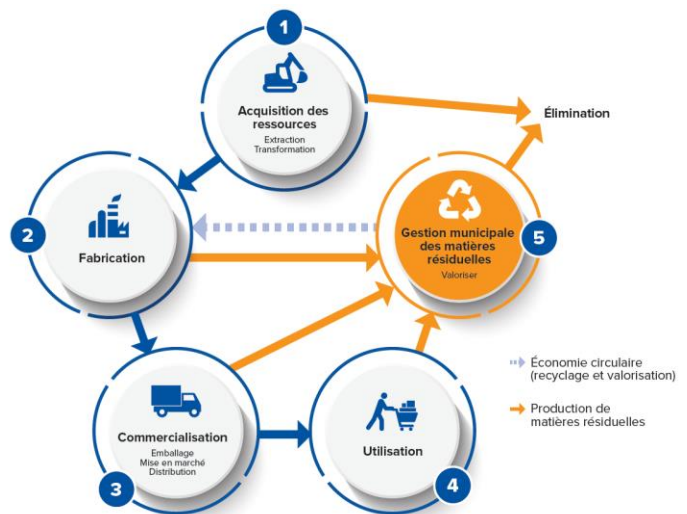 1
Acquisition des
ressources
Extraction
Transformation
Élimination
2
Fabrication
Gestion municipale
des matières
résiduelles
Valoriser
5
3
Commercialisation
Emballage
Mise en marché
Distribution
4
Utilisation
Économie circulaire
(recyclage et valorisation)
Production de
matières résiduelles